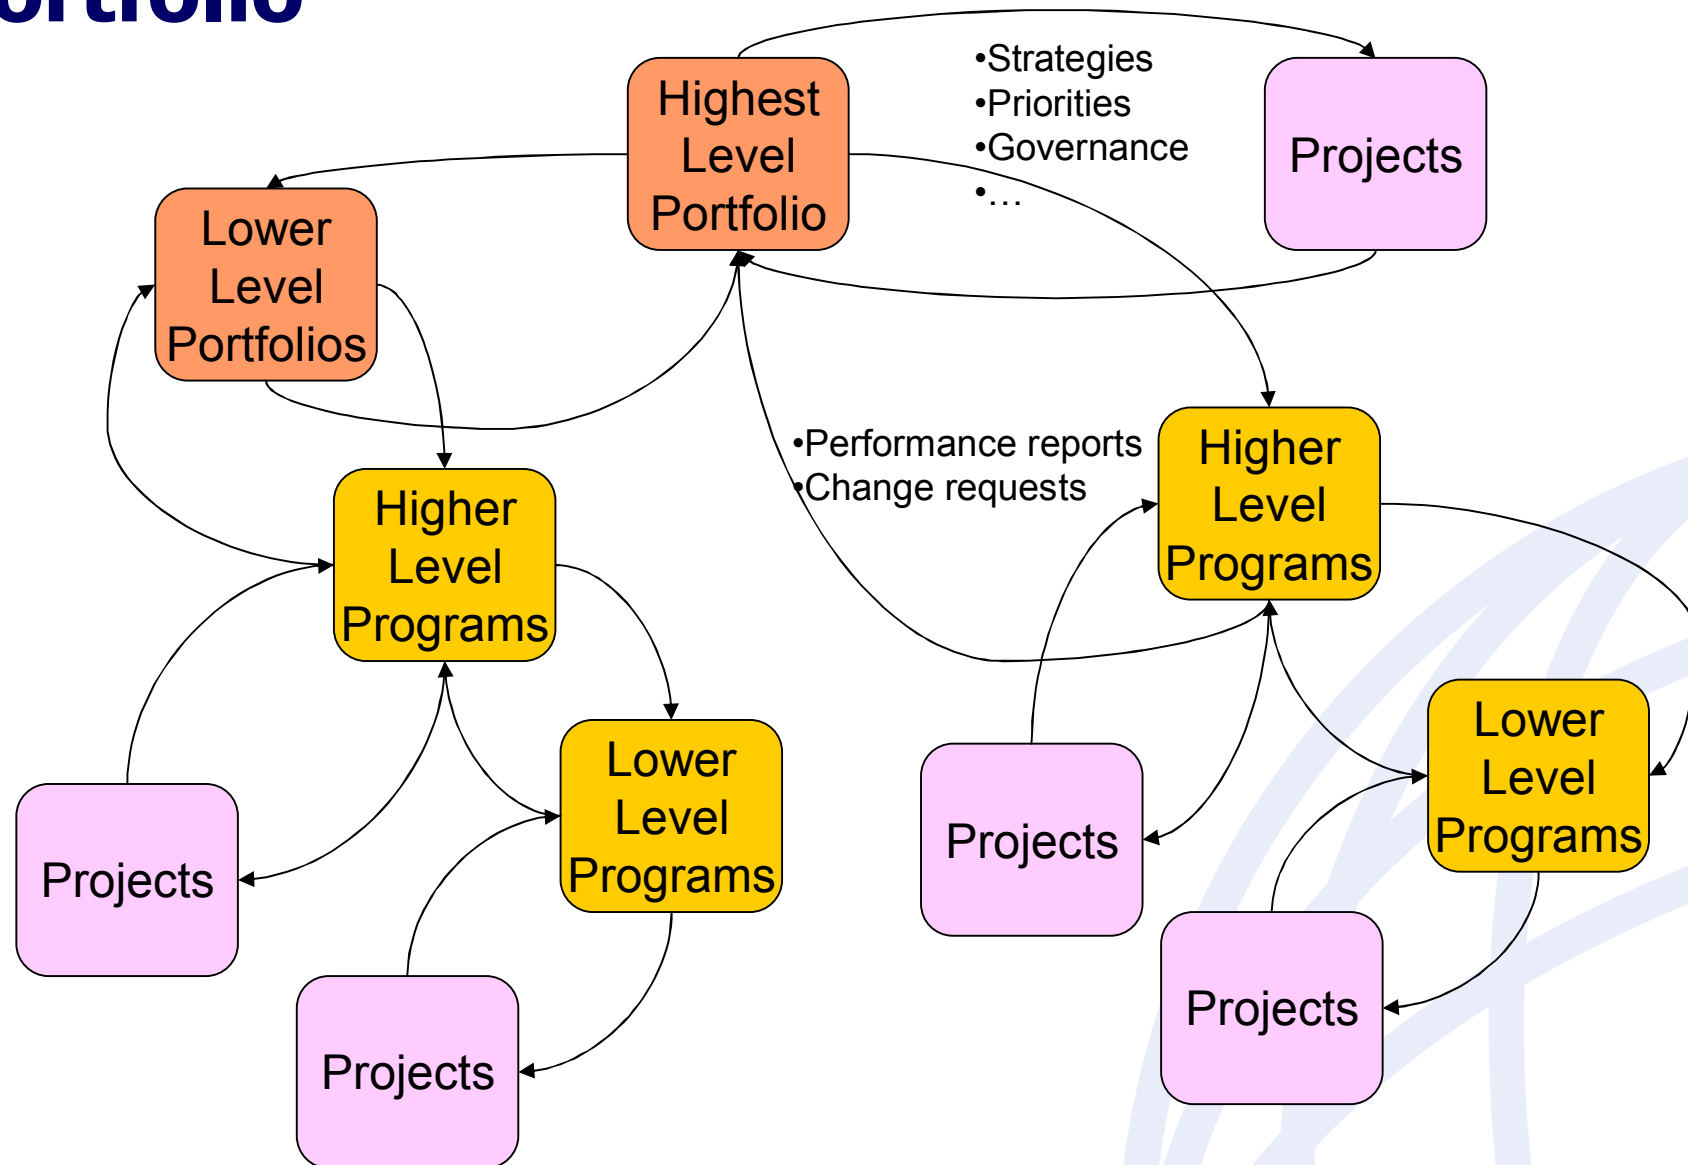 Highest
Level
Portfolio
•Strategies
•Priorities
•Governance
•…
Projects
Lower
Level
Portfolios
•Performance reports
•Change requests
Higher
Level
Programs
Higher
Level
Programs
Lower
Level
Programs
Lower
Level
Programs
Projects
Projects
Projects
Projects